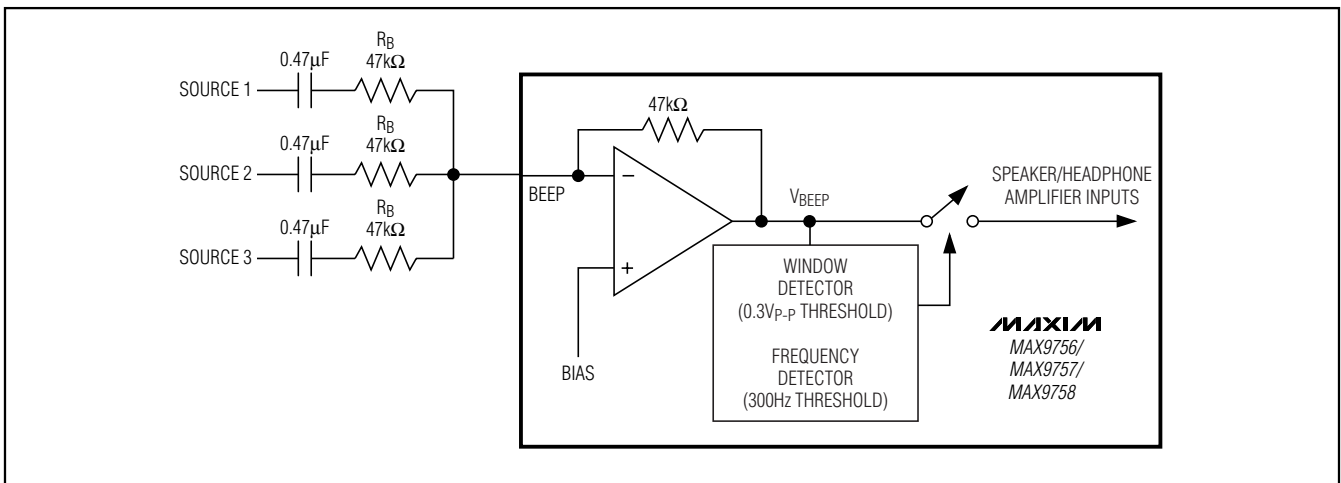 R_B
0.47μF
47kΩ
SOURCE 1
R_B
0.47μF
47kΩ
SOURCE 2
R_B
0.47μF
47kΩ
SOURCE 3
47kΩ
BEEP
−
+
BIAS
V_BEEP
WINDOW
DETECTOR
(0.3V_P-P THRESHOLD)
FREQUENCY
DETECTOR
(300Hz THRESHOLD)
SPEAKER/HEADPHONE
AMPLIFIER INPUTS
MAXIM
MAX9756/
MAX9757/
MAX9758